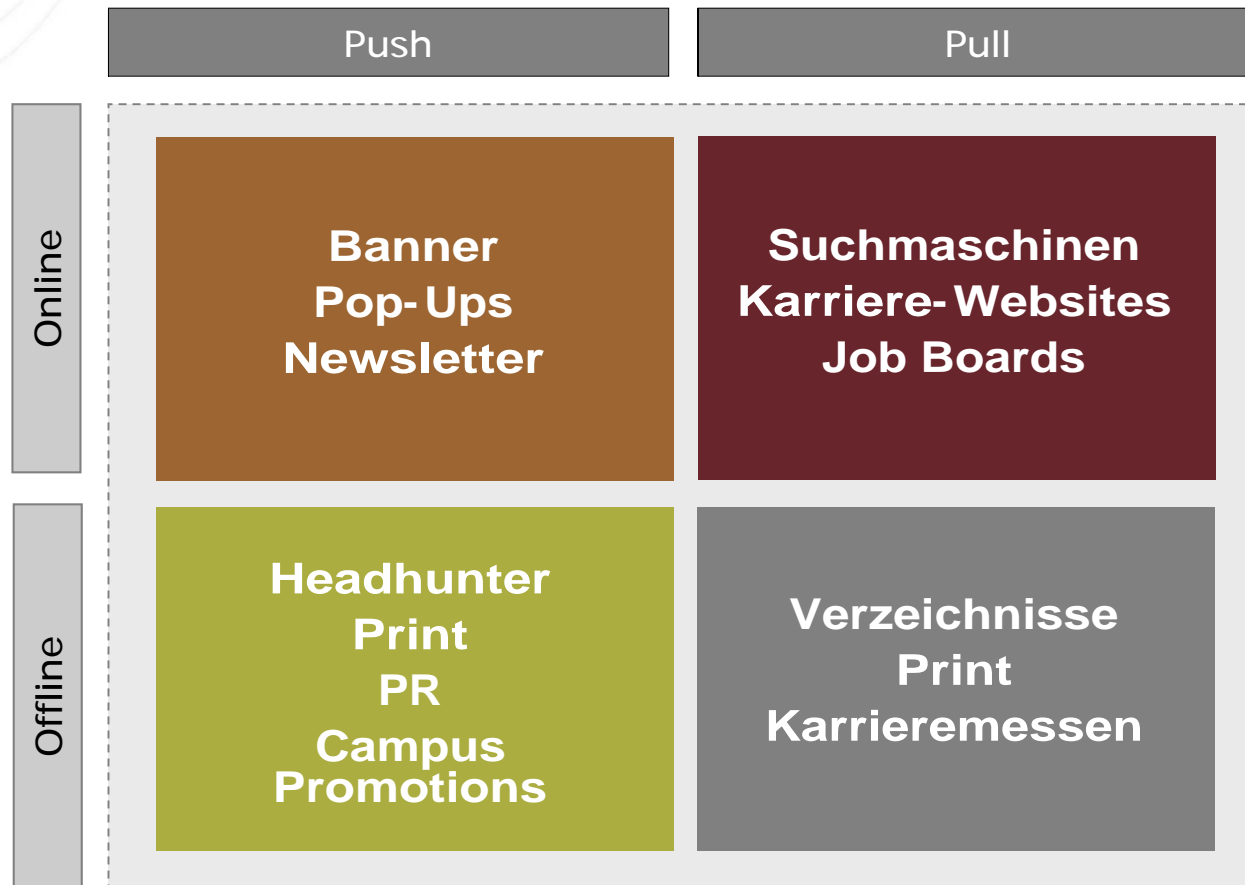 Push
Pull
Online
Banner
Pop-Ups
Newsletter
Suchmaschinen
Karriere-Websites
Job Boards
Offline
Headhunter
Print
PR
Campus
Promotions
Verzeichnisse
Print
Karrieremessen